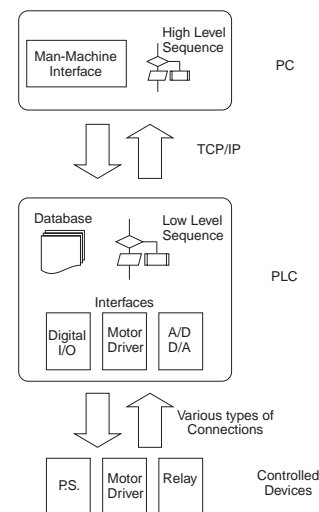 High Level
Sequence
Man-Machine
Interface
PC
TCP/IP
Database
Low Level
Sequence
PLC
Interfaces
Digital
I/O
Motor
Driver
A/D
D/A
Various types of
Connections
P.S.
Motor
Driver
Relay
Controlled
Devices